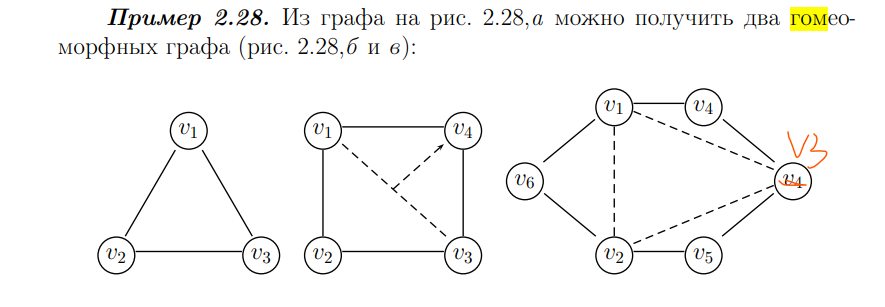 Пример 2.28. Из графа на рис. 2.28,а можно получить два гомео-
морфных графа (рис. 2.28,б и в):
v1
v2
v3
v1
v4
v2
v3
v1
v4
V3
v6
v4
v2
v5